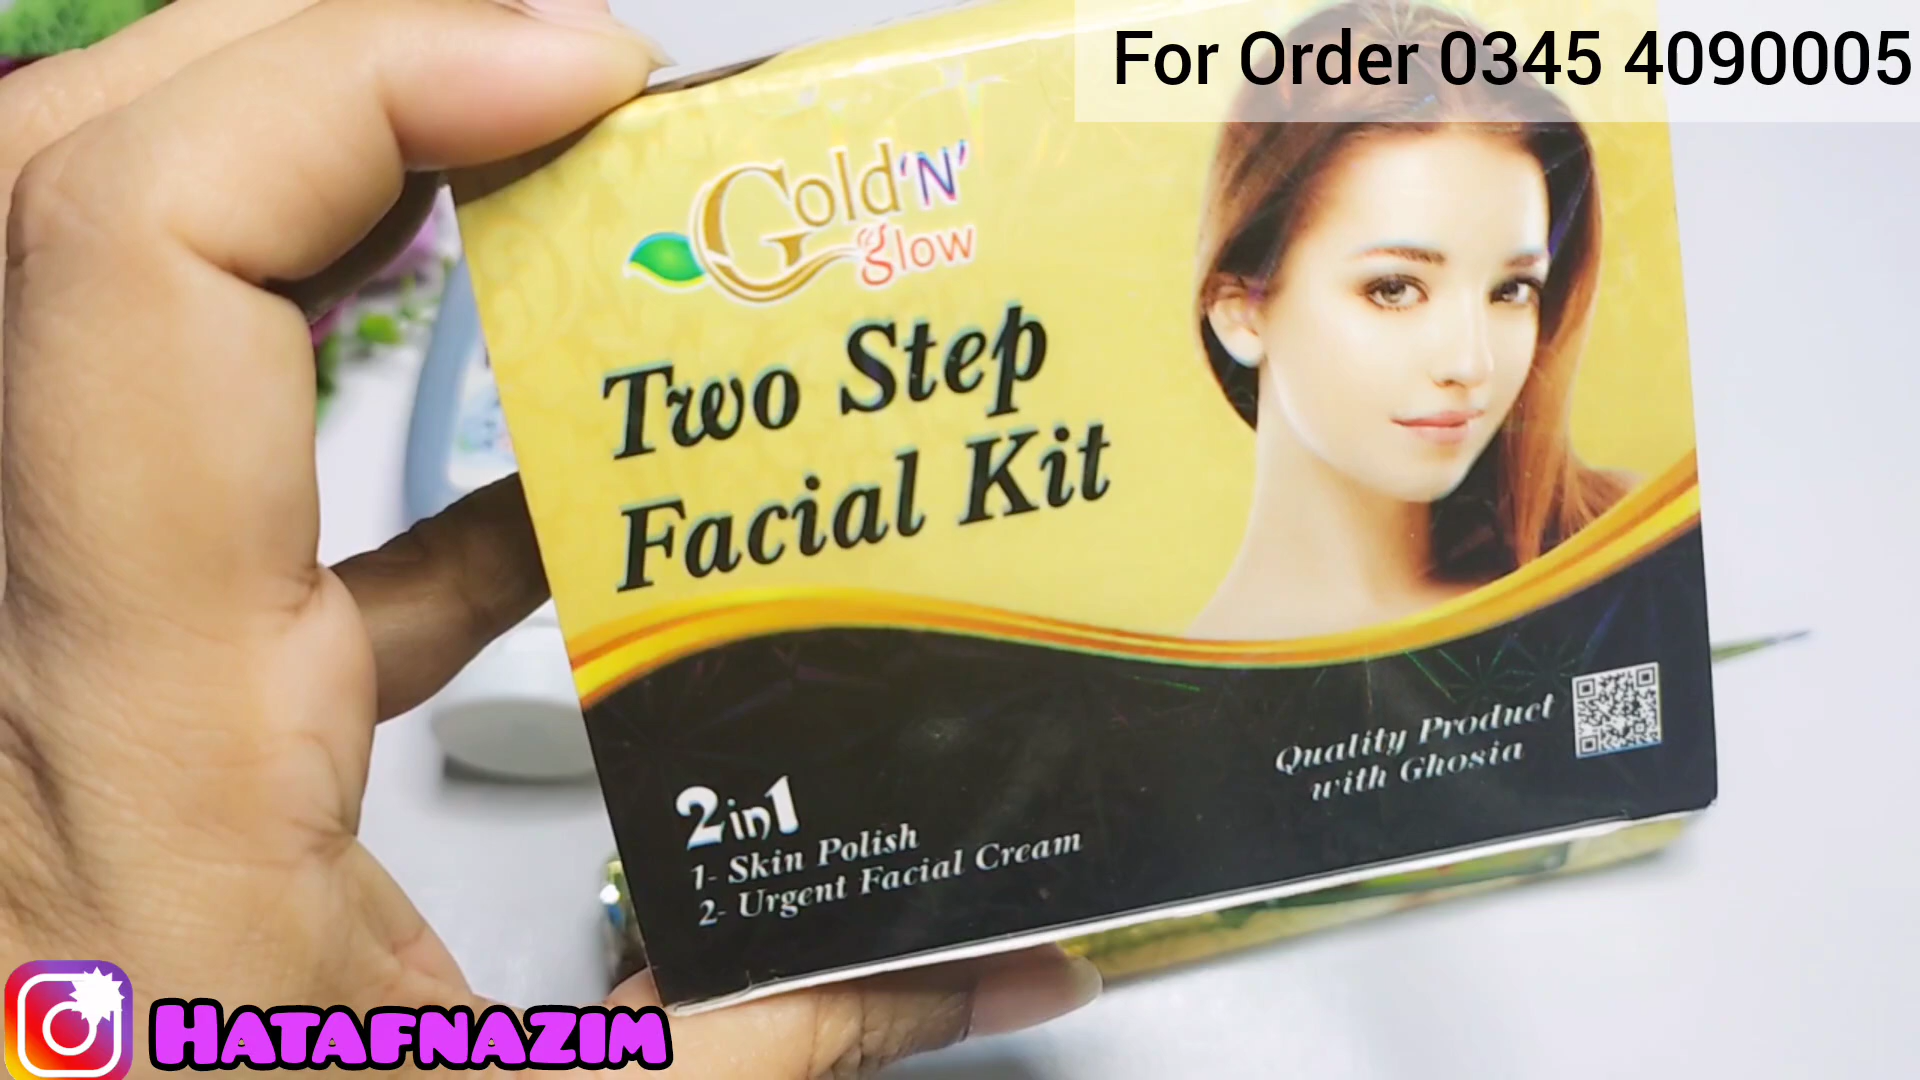 For Order 0345 4090005
Gold 'N'
glow
Two Step
Facial Kit
2in1
1- Skin Polish
2- Urgent Facial Cream
Quality Product
with Ghosia
HATAFNAZIM